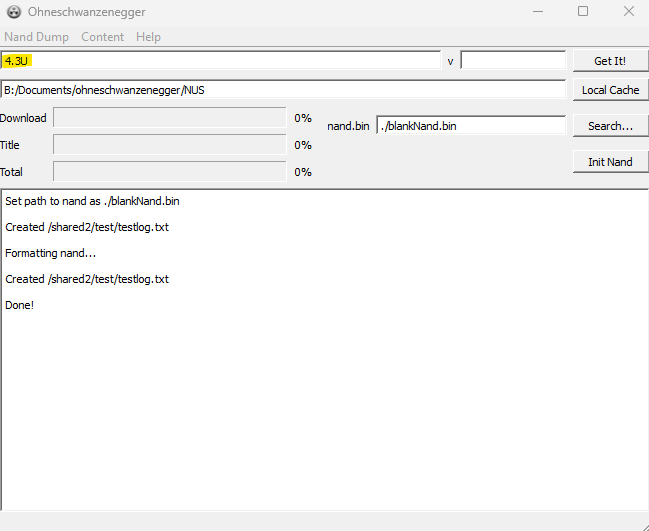 Ohneschwanzenegger
Nand Dump Content Help
4.3U v Get It!
B:/Documents/ohneschwanzenegger/NUS Local Cache
Download 0% nand.bin ./blankNand.bin Search...
Title 0%
Init Nand
Total 0%
Set path to nand as ./blankNand.bin
Created /shared2/test/testlog.txt
Formatting nand...
Created /shared2/test/testlog.txt
Done!